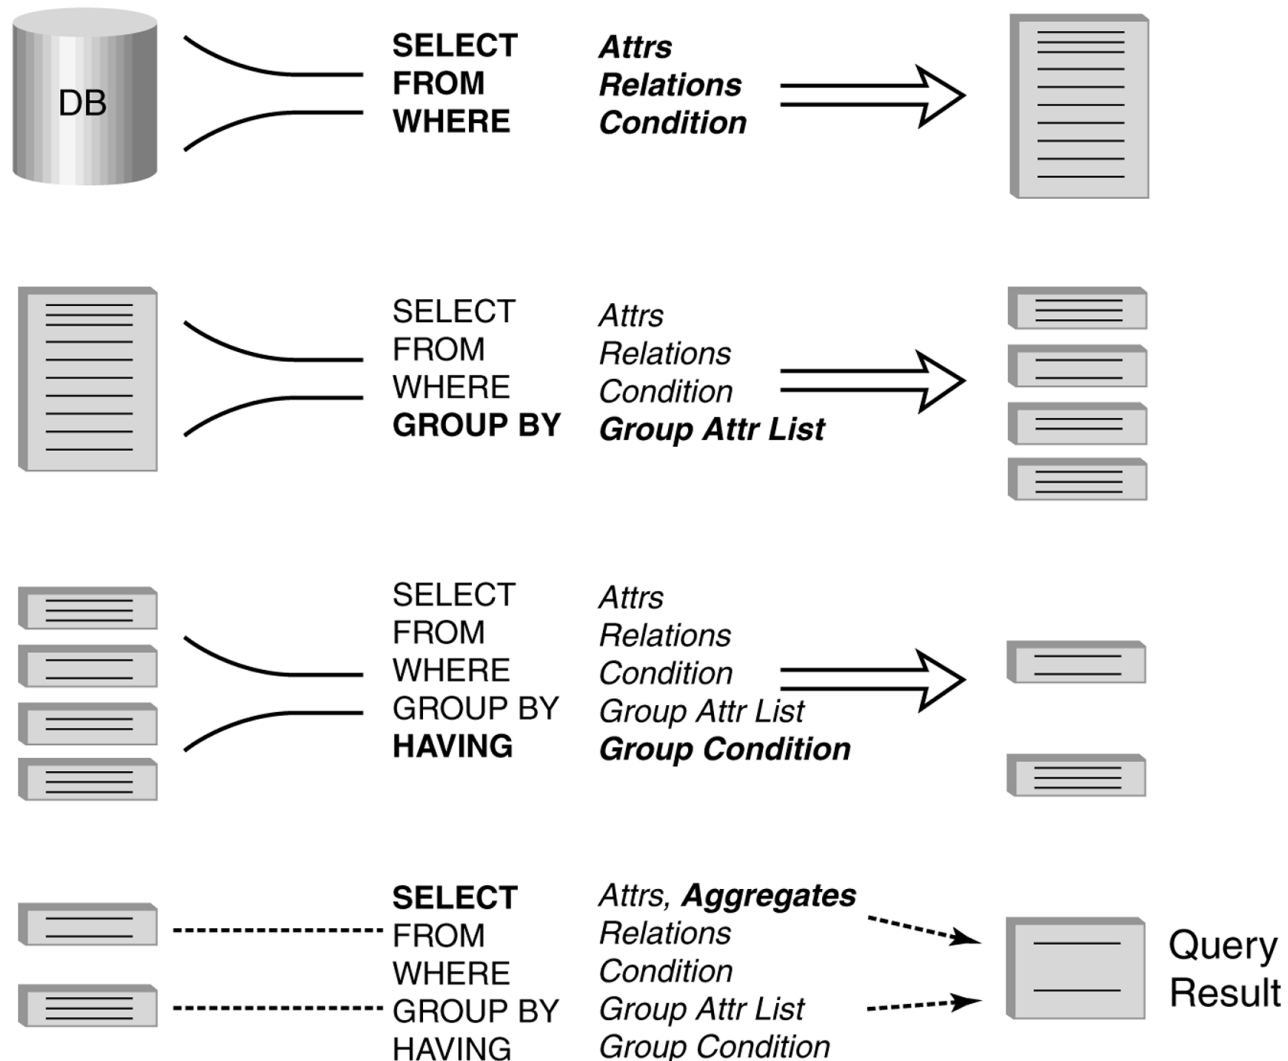 DB
SELECT Attrs
FROM Relations
WHERE Condition
SELECT Attrs
FROM Relations
WHERE Condition
GROUP BY Group Attr List
SELECT Attrs
FROM Relations
WHERE Condition
GROUP BY Group Attr List
HAVING Group Condition
SELECT Attrs, Aggregates
FROM Relations
WHERE Condition
GROUP BY Group Attr List
HAVING Group Condition
Query
Result